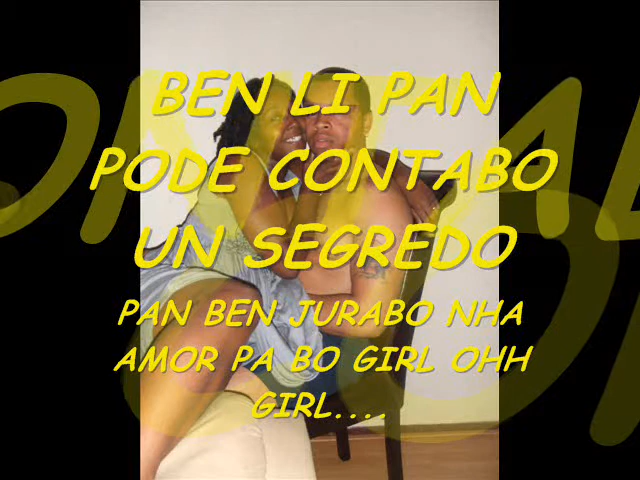 BEN LI PAN
PODE CONTABO
UN SEGREDO
PAN BEN JURABO NHA
AMOR PA BO GIRL OHH
GIRL....